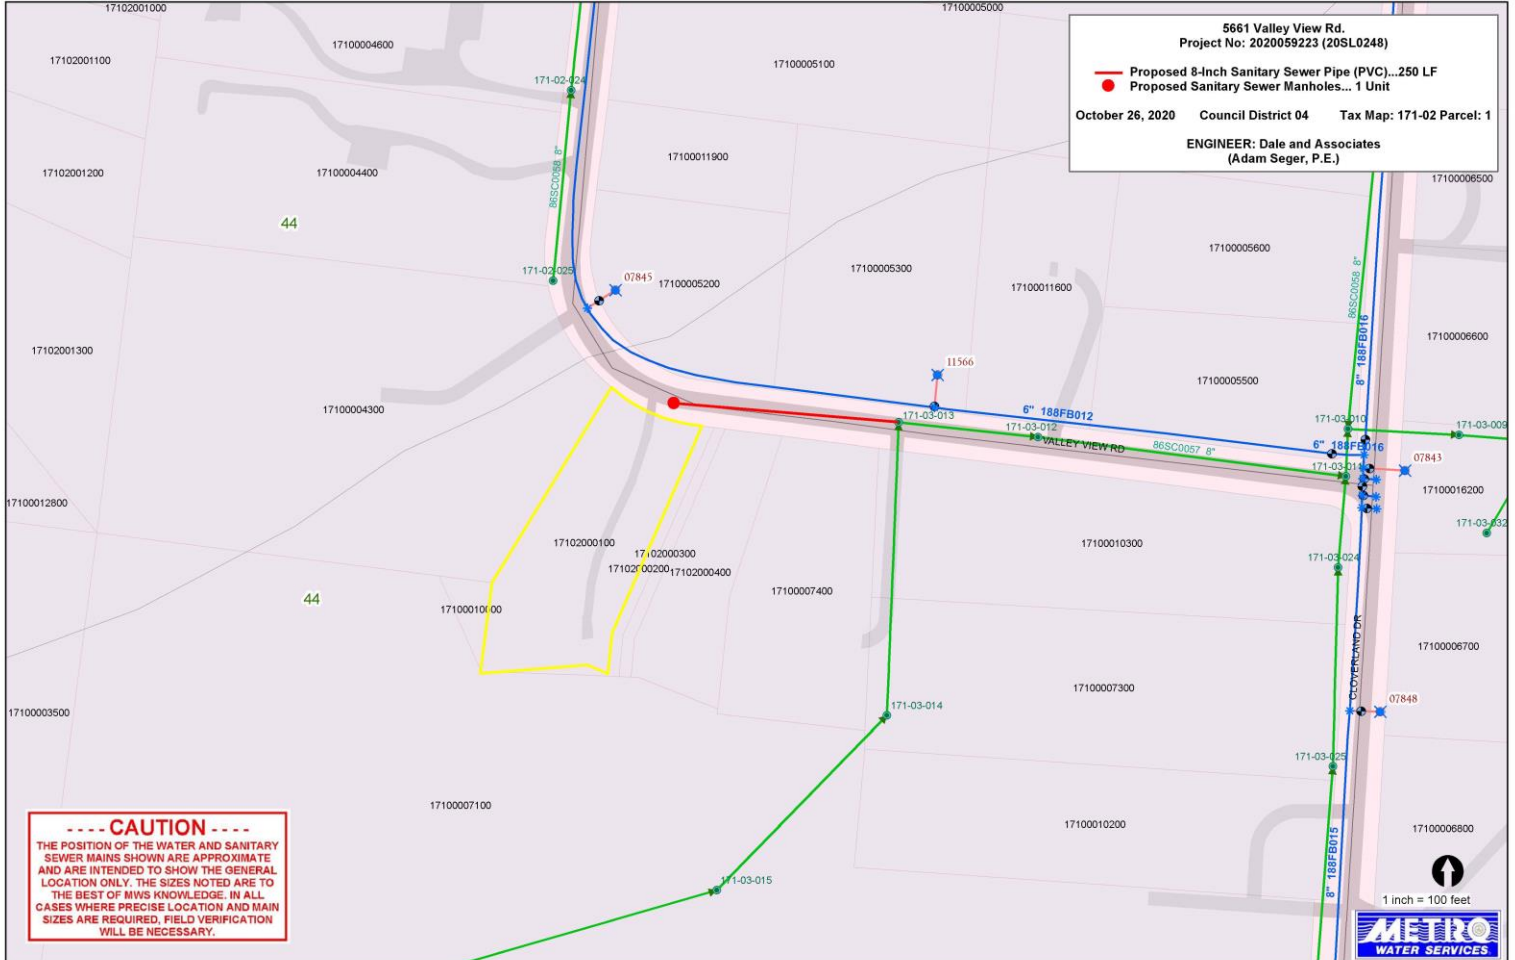 17102001000
17100005000
5661 Valley View Rd.
Project No: 2020059223 (20SL0248)
Proposed 8-Inch Sanitary Sewer Pipe (PVC)...250 LF
Proposed Sanitary Sewer Manholes... 1 Unit
October 26, 2020 Council District 04 Tax Map: 171-02 Parcel: 1
ENGINEER: Dale and Associates
(Adam Seger, P.E.)
17100004600
17102001100
17100005100
171-02-024
17100011900
17102001200
17100004400
86SC0058 8"
17100006500
44
17100005600
171-02-025
07845
17100005200
17100005300
17100011600
86SC0058 8"
8" 188FB016
17102001300
17100006600
11566
17100005500
17100004300
6" 188FB012
171-03-013
171-03-010
171-03-009
171-03-012
VALLEY VIEW RD
86SC0057 8"
6" 188FB016
07843
171-03-011
17100016200
17100012800
171-03-032
17102000100
17102000300
17102000200
17102000400
17100010300
171-03-024
17100007400
44
17100010000
CLOVERLAND DR
17100006700
17100007300
07848
171-03-014
17100003500
171-03-025
17100007100
17100010200
17100006800
8" 188FB015
171-03-015
- - - - CAUTION - - - -
THE POSITION OF THE WATER AND SANITARY
SEWER MAINS SHOWN ARE APPROXIMATE
AND ARE INTENDED TO SHOW THE GENERAL
LOCATION ONLY. THE SIZES NOTED ARE TO
THE BEST OF MWS KNOWLEDGE. IN ALL
CASES WHERE PRECISE LOCATION AND MAIN
SIZES ARE REQUIRED, FIELD VERIFICATION
WILL BE NECESSARY.
1 inch = 100 feet
METRO
WATER SERVICES